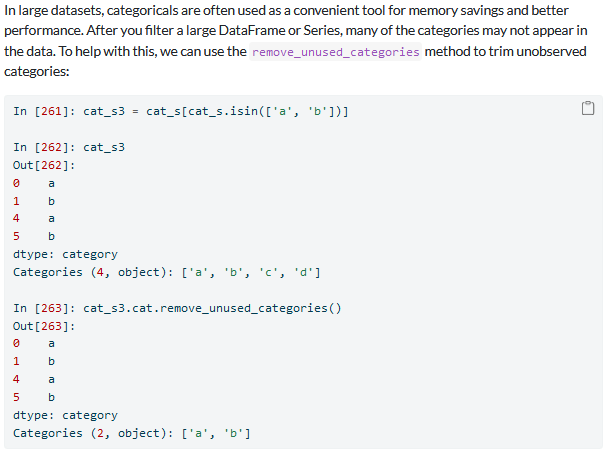 In large datasets, categoricals are often used as a convenient tool for memory savings and better
performance. After you filter a large DataFrame or Series, many of the categories may not appear in
the data. To help with this, we can use the remove_unused_categories method to trim unobserved
categories:
In [261]: cat_s3 = cat_s[cat_s.isin(['a', 'b'])]
In [262]: cat_s3
Out[262]:
0    a
1    b
4    a
5    b
dtype: category
Categories (4, object): ['a', 'b', 'c', 'd']
In [263]: cat_s3.cat.remove_unused_categories()
Out[263]:
0    a
1    b
4    a
5    b
dtype: category
Categories (2, object): ['a', 'b']